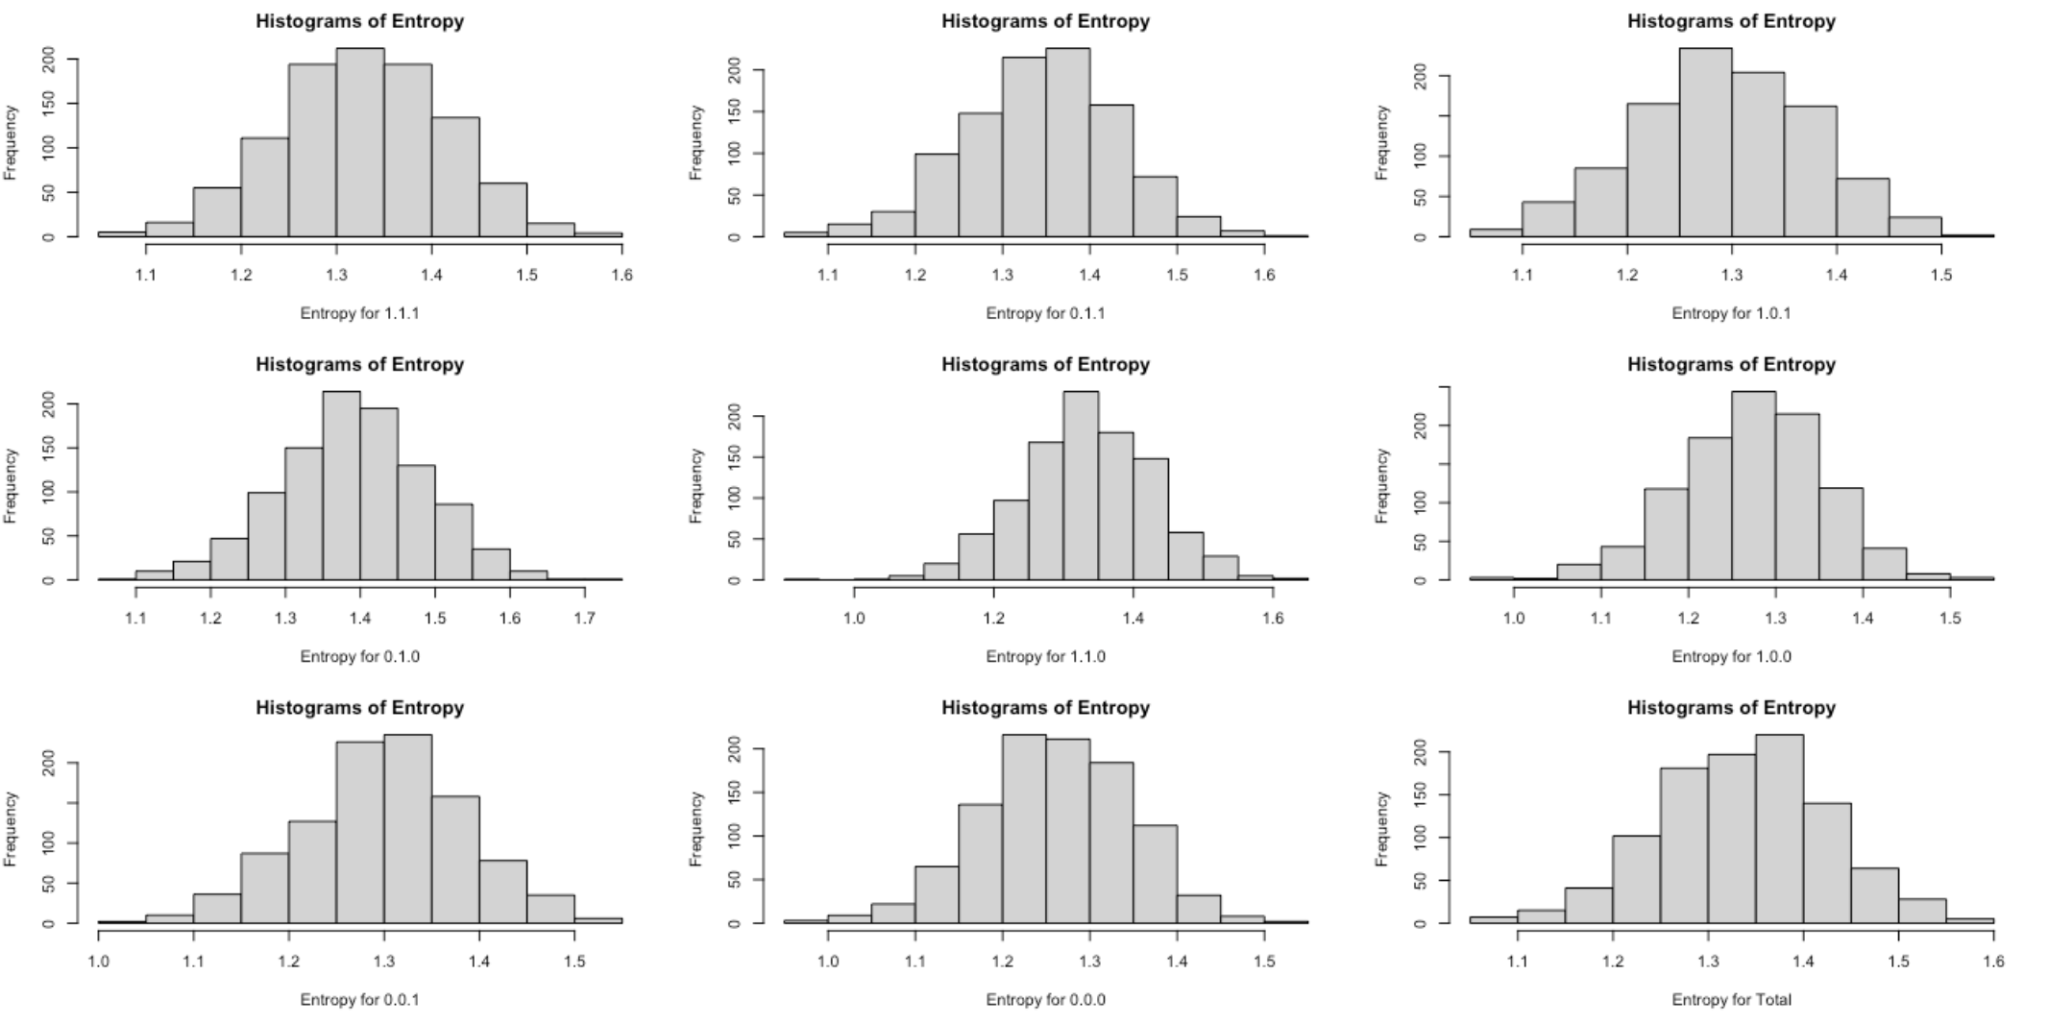 Histograms of Entropy
Frequency
0 50 100 150 200
1.1 1.2 1.3 1.4 1.5 1.6
Entropy for 1.1.1
Histograms of Entropy
Frequency
0 50 100 150 200
1.1 1.2 1.3 1.4 1.5 1.6
Entropy for 0.1.1
Histograms of Entropy
Frequency
0 50 100 200
1.1 1.2 1.3 1.4 1.5
Entropy for 1.0.1
Histograms of Entropy
Frequency
0 50 100 150 200
1.1 1.2 1.3 1.4 1.5 1.6 1.7
Entropy for 0.1.0
Histograms of Entropy
Frequency
0 50 100 150 200
1.0 1.2 1.4 1.6
Entropy for 1.1.0
Histograms of Entropy
Frequency
0 50 100 200
1.0 1.1 1.2 1.3 1.4 1.5
Entropy for 1.0.0
Histograms of Entropy
Frequency
0 50 100 200
1.0 1.1 1.2 1.3 1.4 1.5
Entropy for 0.0.1
Histograms of Entropy
Frequency
0 50 100 150 200
1.0 1.1 1.2 1.3 1.4 1.5
Entropy for 0.0.0
Histograms of Entropy
Frequency
0 50 100 150 200
1.1 1.2 1.3 1.4 1.5 1.6
Entropy for Total